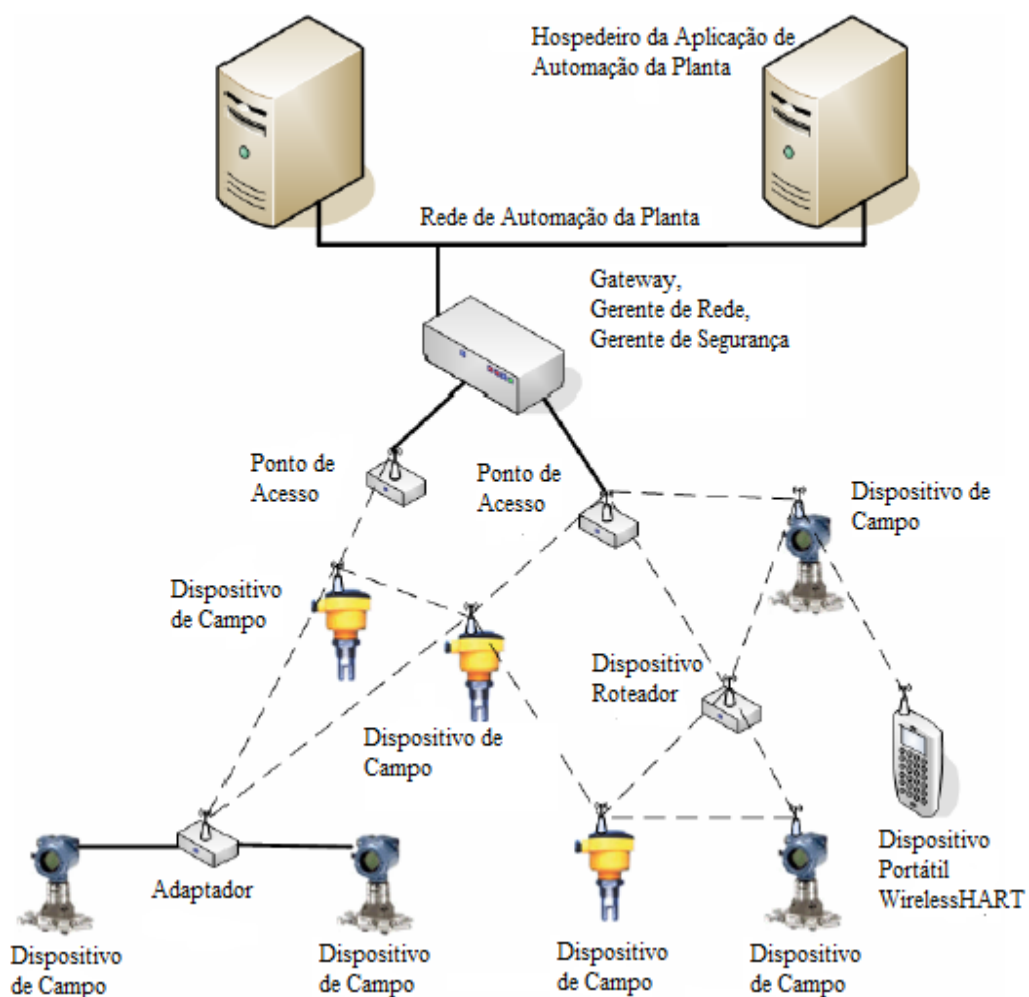 Hospedeiro da Aplicação de
Automação da Planta
Rede de Automação da Planta
Gateway,
Gerente de Rede,
Gerente de Segurança
Ponto de
Acesso
Ponto de
Acesso
Dispositivo de
Campo
Dispositivo
de Campo
Dispositivo
Roteador
Dispositivo de
Campo
Adaptador
Dispositivo
Portátil
WirelessHART
Dispositivo
de Campo
Dispositivo
de Campo
Dispositivo
de Campo
Dispositivo
de Campo